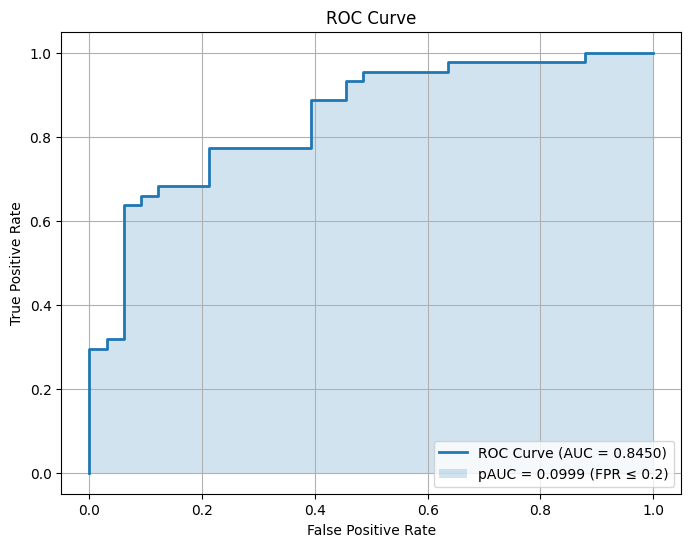 ROC Curve
True Positive Rate
1.0
0.8
0.6
0.4
0.2
0.0
ROC Curve (AUC = 0.8450)
pAUC = 0.0999 (FPR ≤ 0.2)
0.0 0.2 0.4 0.6 0.8 1.0
False Positive Rate